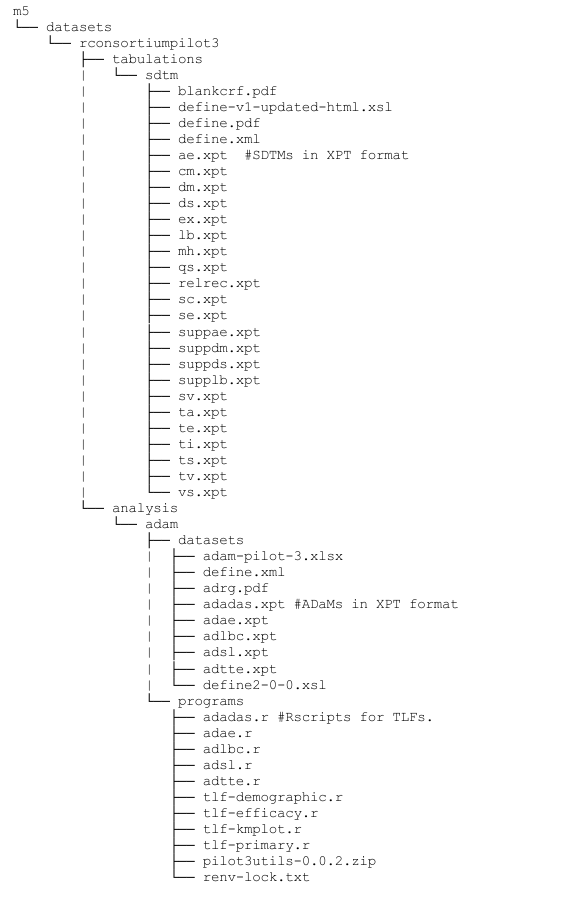 m5
└── datasets
    └── rconsortiumpilot3
        ├── tabulations
        |   └── sdtm
        |       ├── blankcrf.pdf
        |       ├── define-v1-updated-html.xsl
        |       ├── define.pdf
        |       ├── define.xml
        |       ├── ae.xpt  #SDTMs in XPT format
        |       ├── cm.xpt
        |       ├── dm.xpt
        |       ├── ds.xpt
        |       ├── ex.xpt
        |       ├── lb.xpt
        |       ├── mh.xpt
        |       ├── qs.xpt
        |       ├── relrec.xpt
        |       ├── sc.xpt
        |       ├── se.xpt
        |       ├── suppae.xpt
        |       ├── suppdm.xpt
        |       ├── suppds.xpt
        |       ├── supplb.xpt
        |       ├── sv.xpt
        |       ├── ta.xpt
        |       ├── te.xpt
        |       ├── ti.xpt
        |       ├── ts.xpt
        |       ├── tv.xpt
        |       └── vs.xpt
        └── analysis
            └── adam
                ├── datasets
                |  ├── adam-pilot-3.xlsx
                |  ├── define.xml
                |  ├── adrg.pdf
                |  ├── adadas.xpt #ADaMs in XPT format
                |  ├── adae.xpt
                |  ├── adlbc.xpt
                |  ├── adsl.xpt
                |  ├── adtte.xpt
                |  └── define2-0-0.xsl
                └── programs
                   ├── adadas.r #Rscripts for TLFs.
                   ├── adae.r
                   ├── adlbc.r
                   ├── adsl.r
                   ├── adtte.r
                   ├── tlf-demographic.r
                   ├── tlf-efficacy.r
                   ├── tlf-kmplot.r
                   ├── tlf-primary.r
                   ├── pilot3utils-0.0.2.zip
                   └── renv-lock.txt